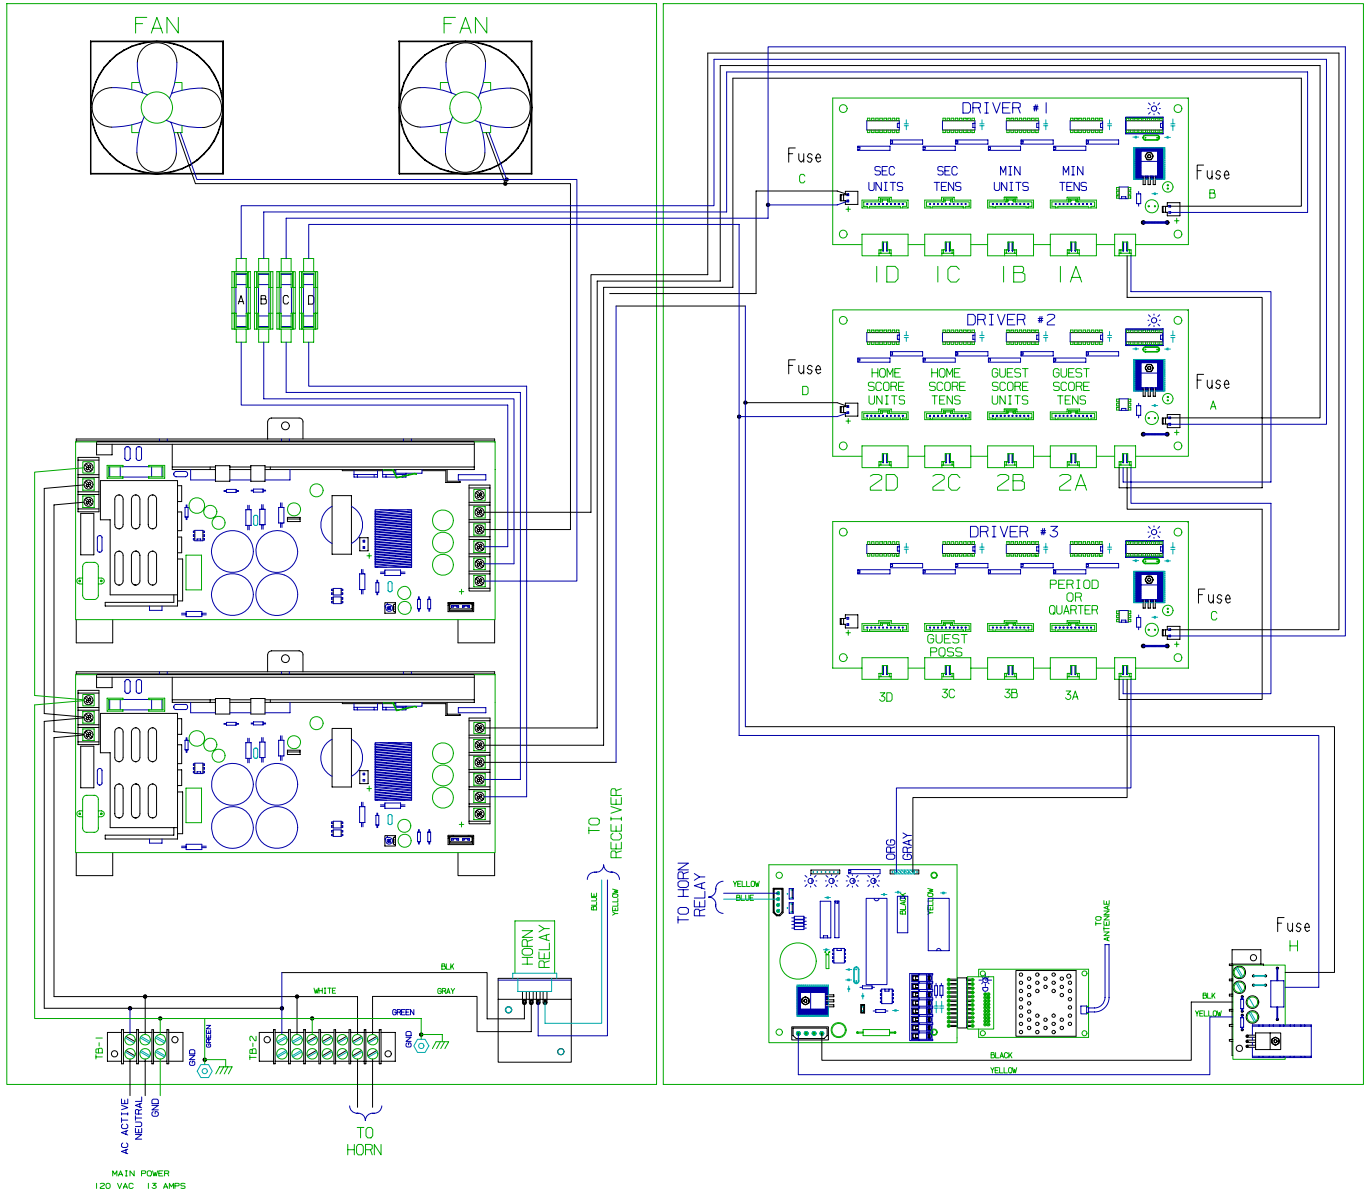 FAN
FAN
A
B
C
D
DRIVER #1
Fuse
C
SEC
UNITS
SEC
TENS
MIN
UNITS
MIN
TENS
Fuse
B
1D
1C
1B
1A
DRIVER #2
Fuse
D
HOME
SCORE
UNITS
HOME
SCORE
TENS
GUEST
SCORE
UNITS
GUEST
SCORE
TENS
Fuse
A
2D
2C
2B
2A
DRIVER #3
PERIOD
OR
QUARTER
GUEST
POSS
Fuse
C
3D
3C
3B
3A
TO
RECEIVER
BLUE
YELLOW
HORN
RELAY
BLK
WHITE
GRAY
GREEN
GREEN
GND
GND
TB-1
TB-2
AC ACTIVE
NEUTRAL
GND
TO
HORN
MAIN POWER
120 VAC 13 AMPS
ORG
GRAY
TO HORN
RELAY
YELLOW
BLUE
BLACK
YELLOW
TO
ANTENNAE
Fuse
H
BLK
YELLOW
BLACK
YELLOW